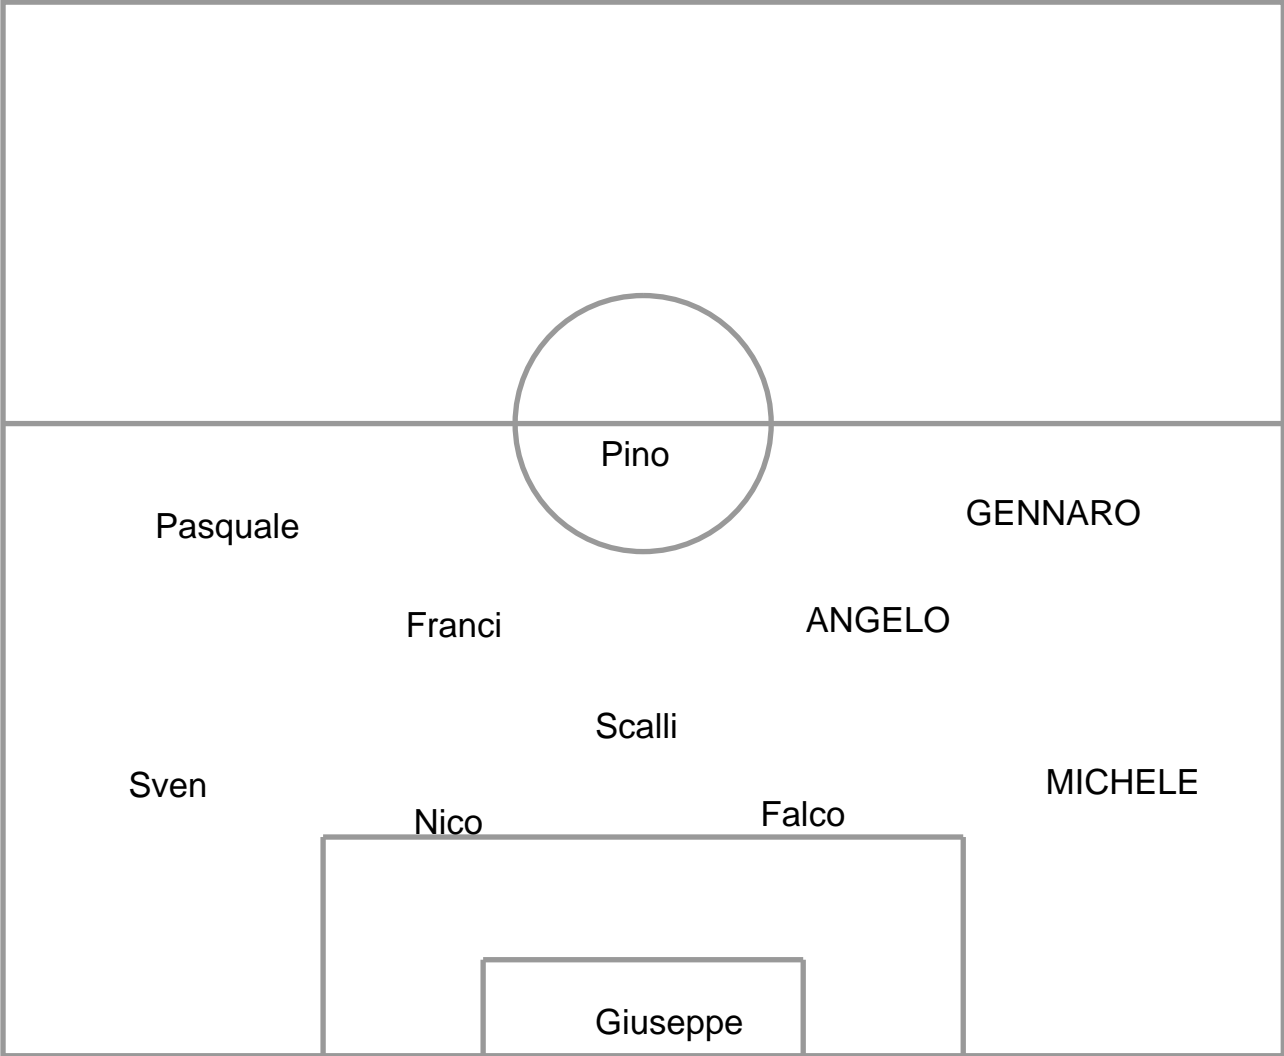 Pino
Pasquale
GENNARO
Franci
ANGELO
Scalli
Sven
MICHELE
Nico
Falco
Giuseppe